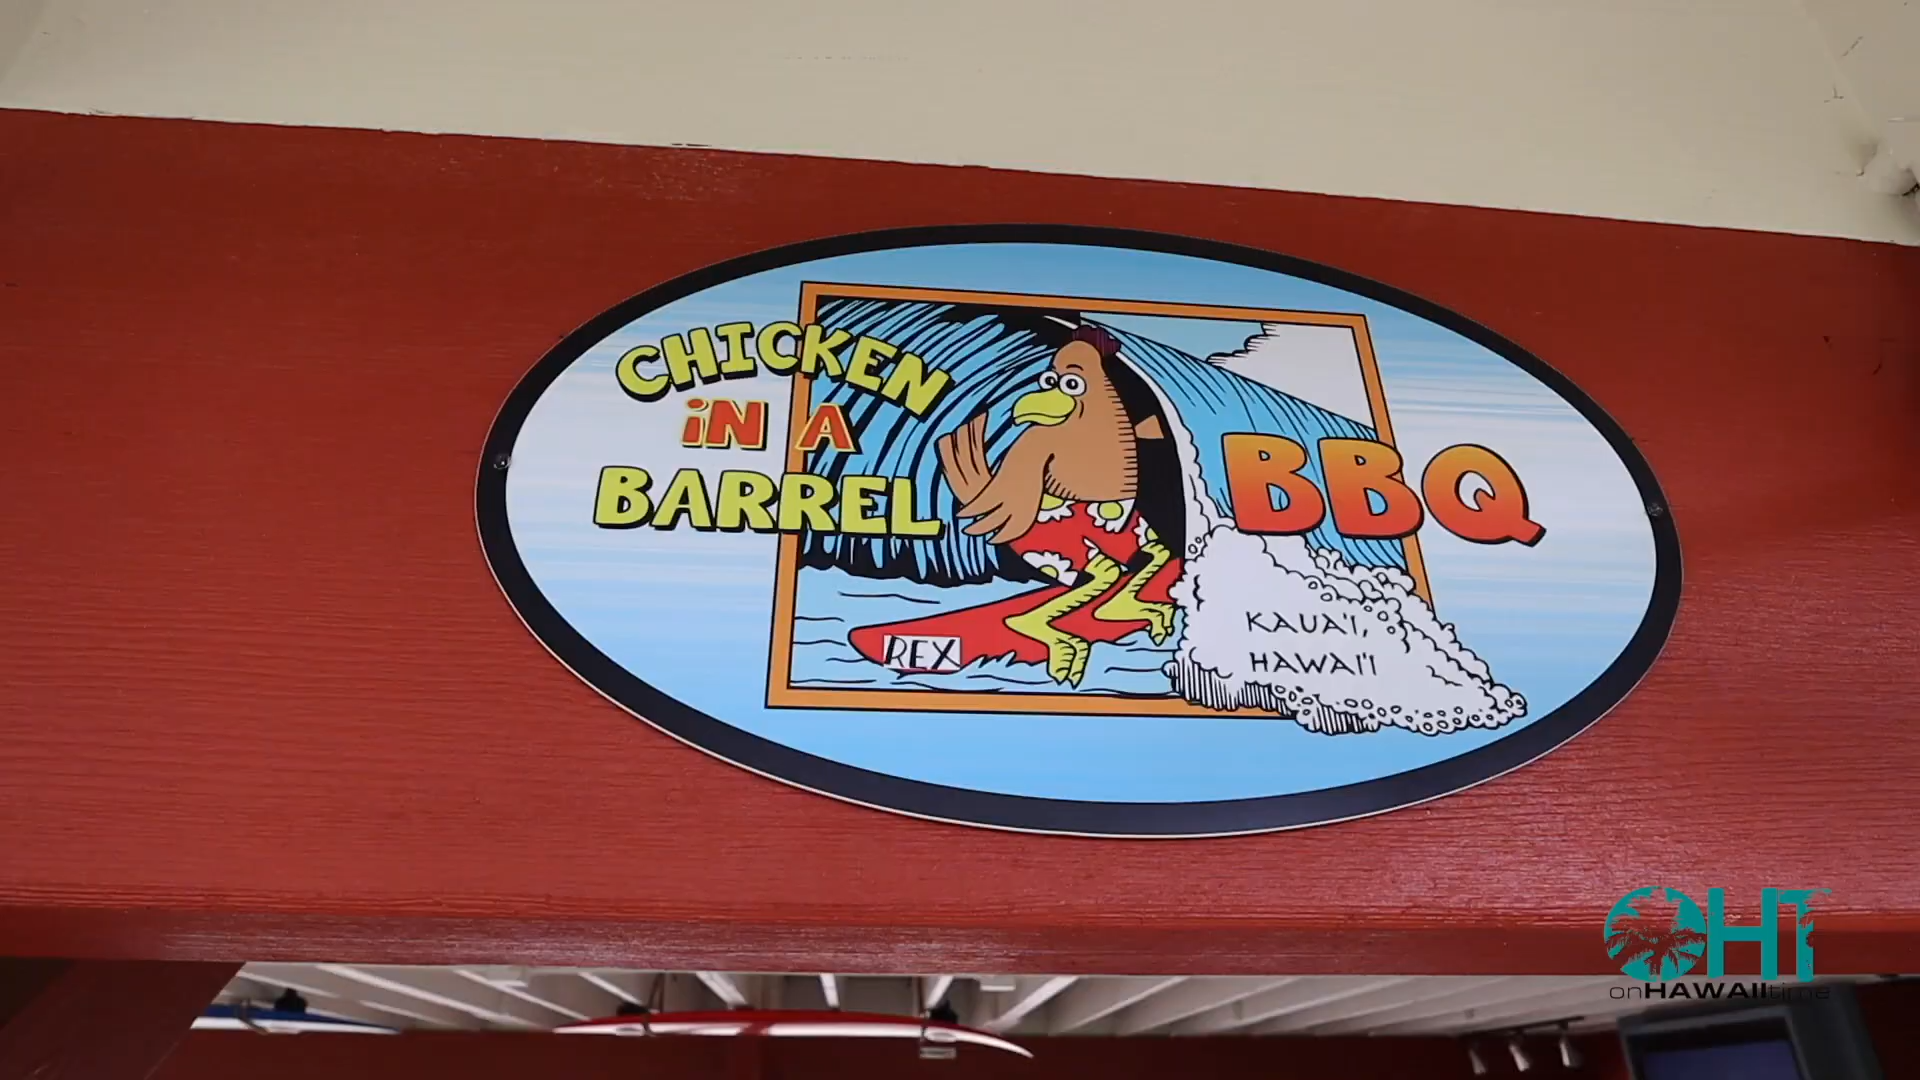 CHICKEN
iN A
BARREL
BBQ
REX
KAUA'I,
HAWAI'I
OHT
onHAWAIItime